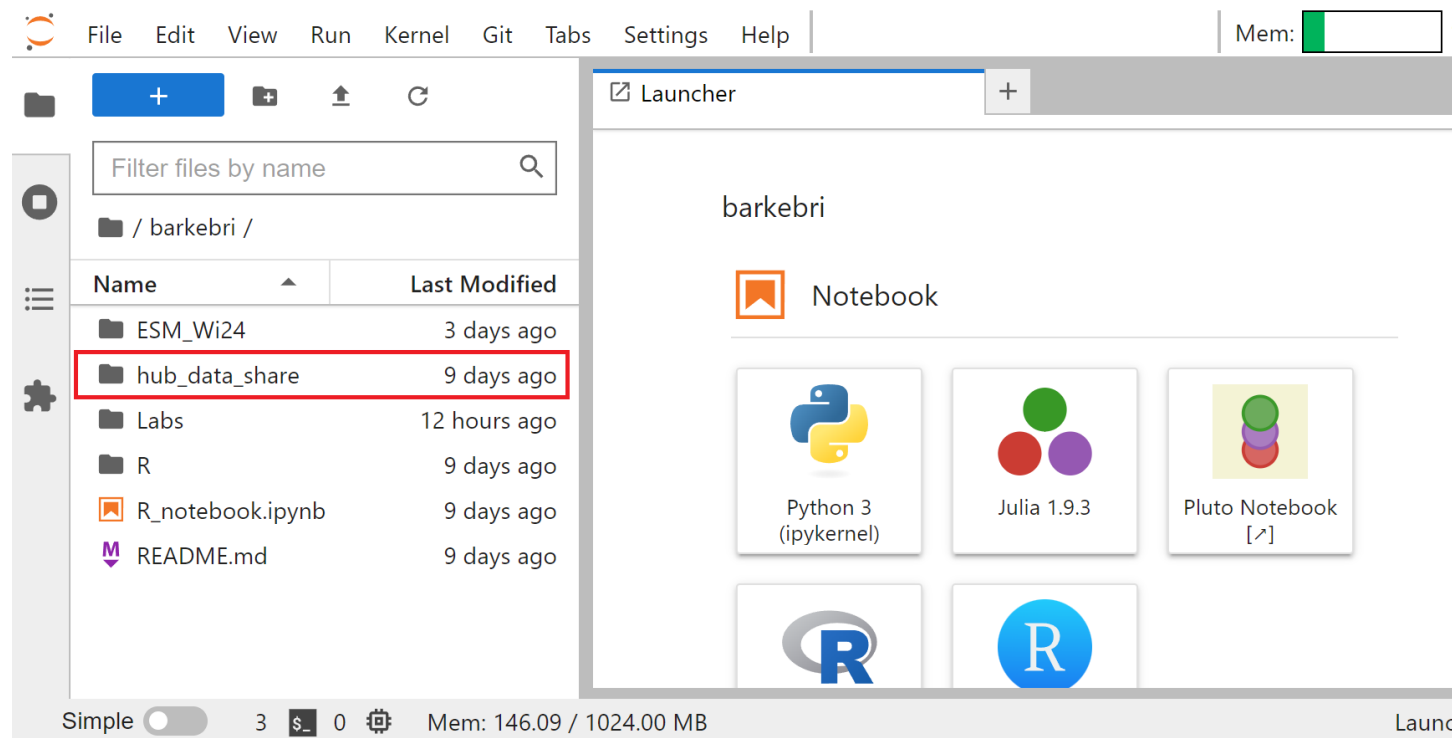 File Edit View Run Kernel Git Tabs Settings Help Mem:
+
Launcher +
Filter files by name
/ barkebri /
barkebri
Name Last Modified
Notebook
ESM_Wi24 3 days ago
hub_data_share 9 days ago
Labs 12 hours ago
R 9 days ago
R_notebook.ipynb 9 days ago
M README.md 9 days ago
Python 3
(ipykernel)
Julia 1.9.3
Pluto Notebook
[↗]
R
R
Simple 3 $_ 0 Mem: 146.09 / 1024.00 MB Launc